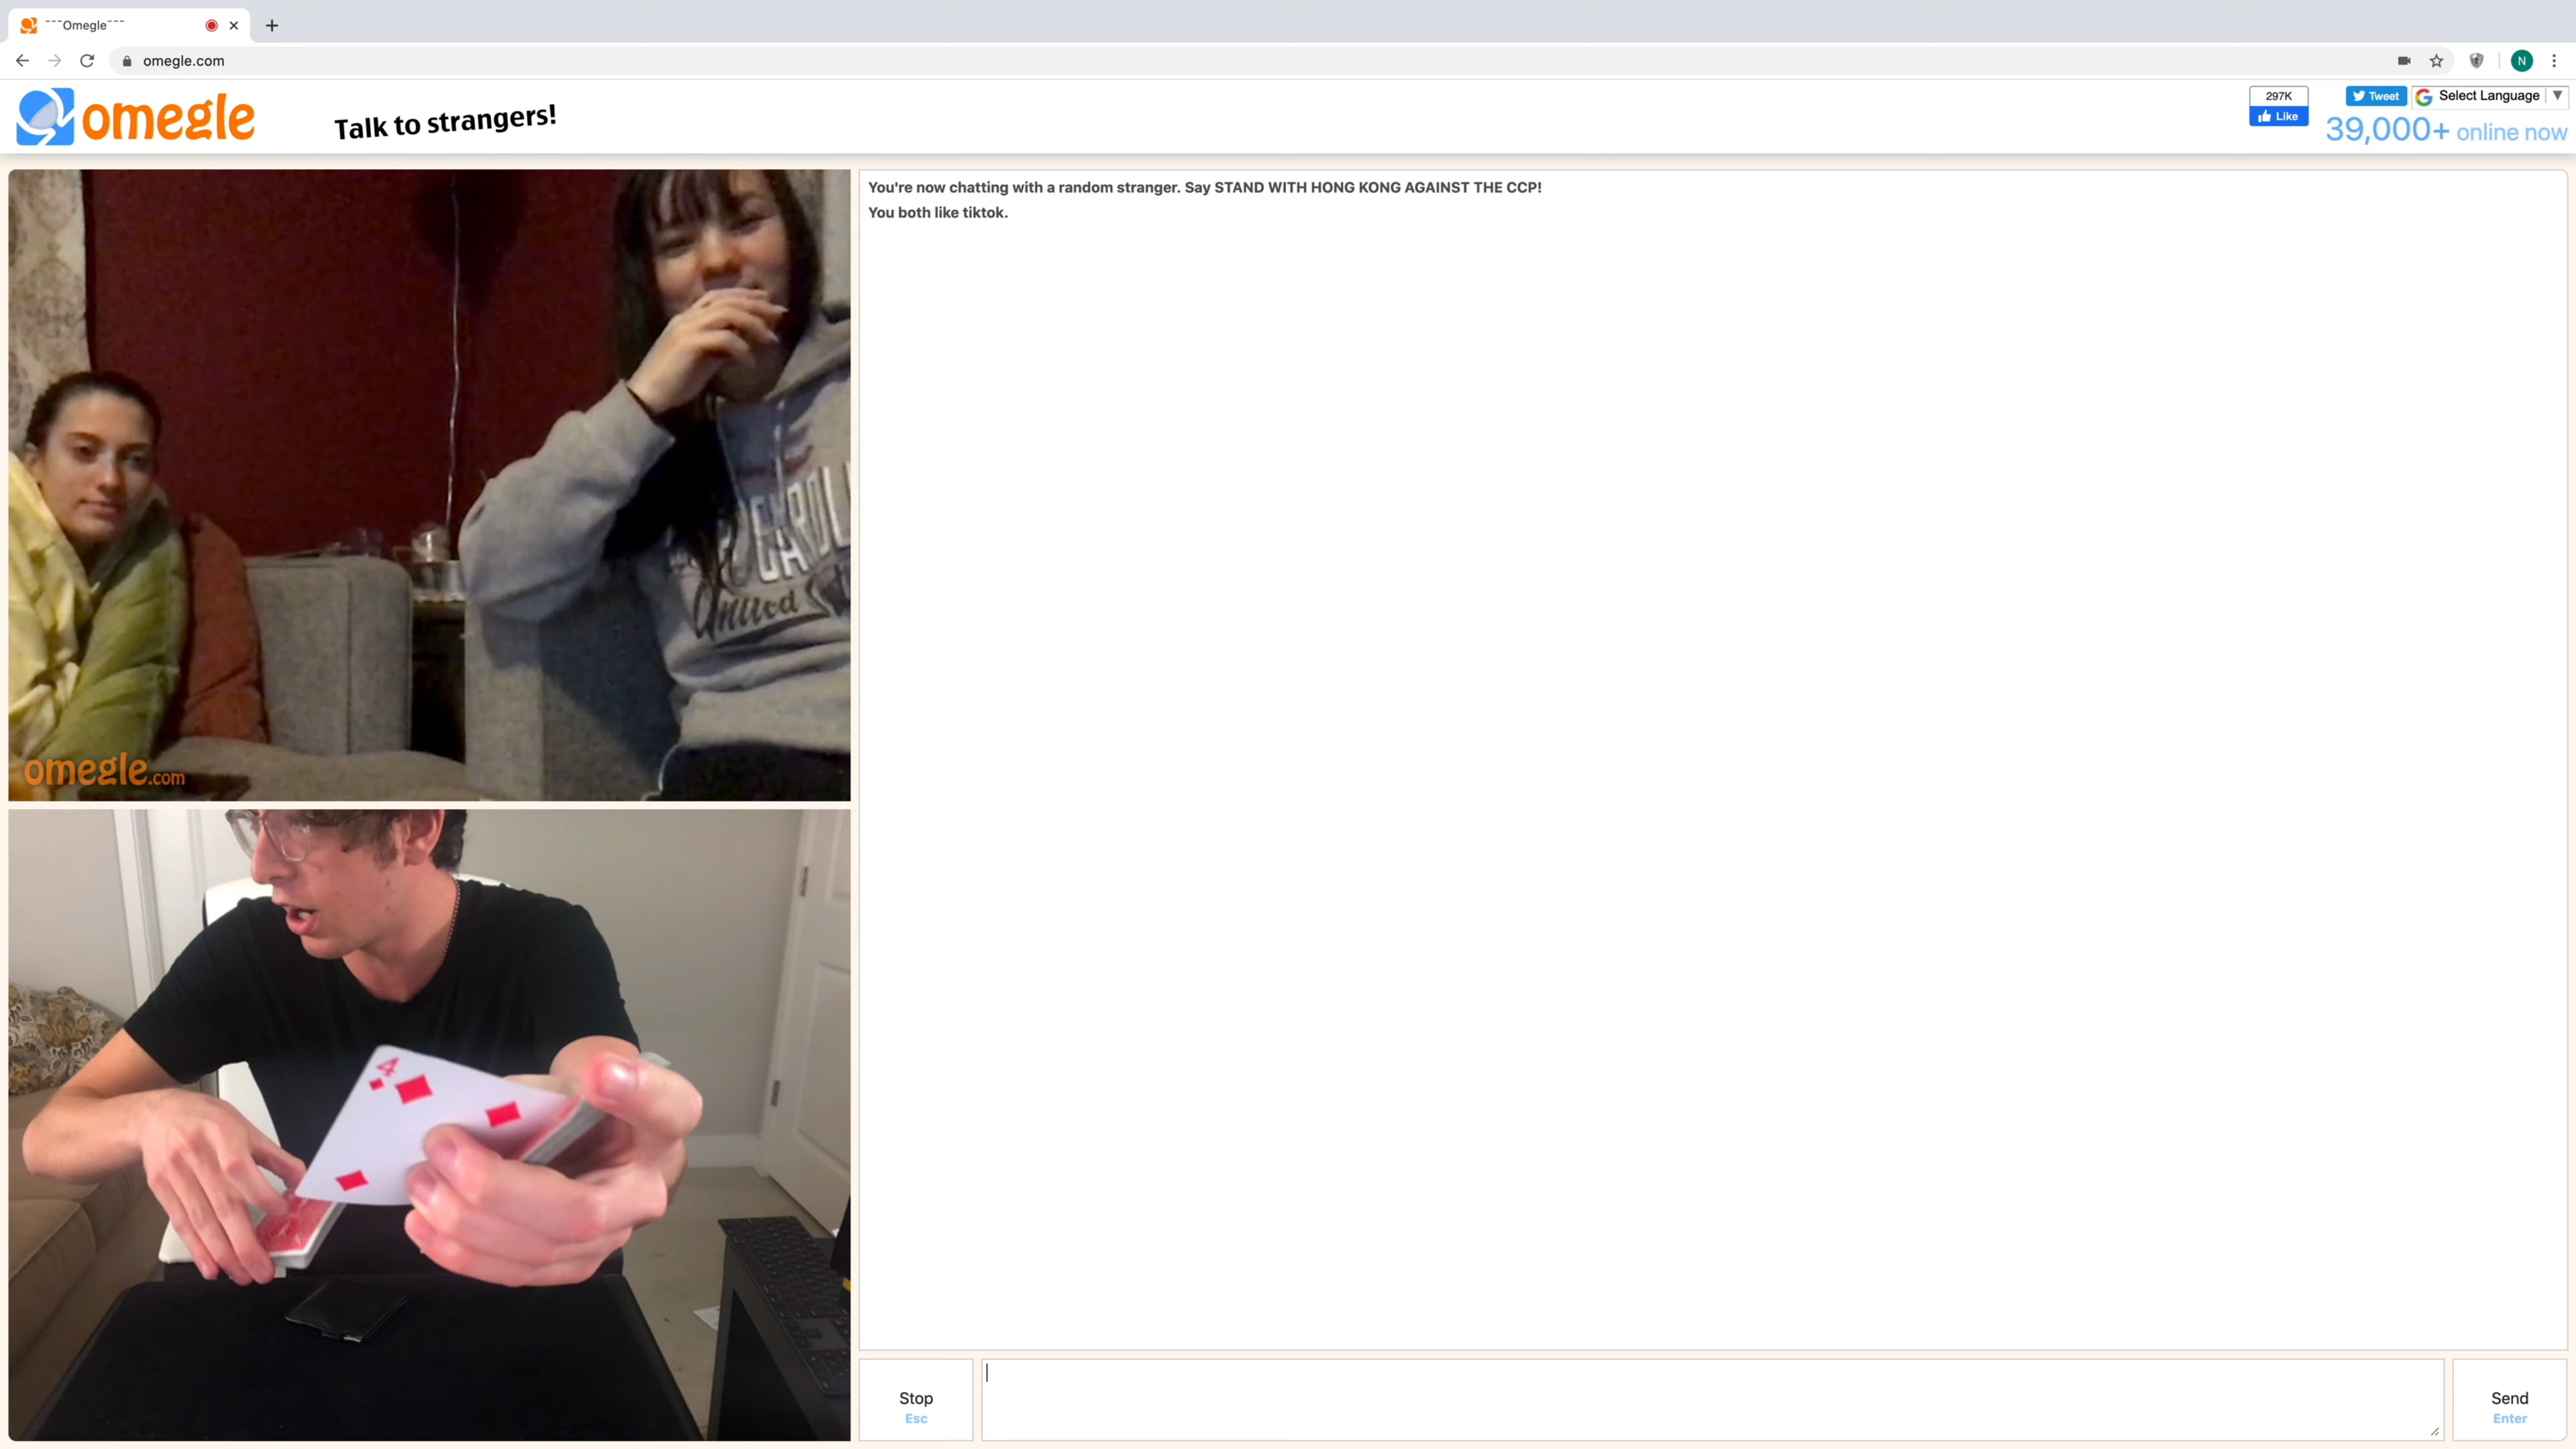 ---Omegle---
omegle.com
N
omegle
Talk to strangers!
297K
Like
Tweet
Select Language
39,000+ online now
You're now chatting with a random stranger. Say STAND WITH HONG KONG AGAINST THE CCP!
You both like tiktok.
United
omegle.com
4
Stop
Esc
Send
Enter